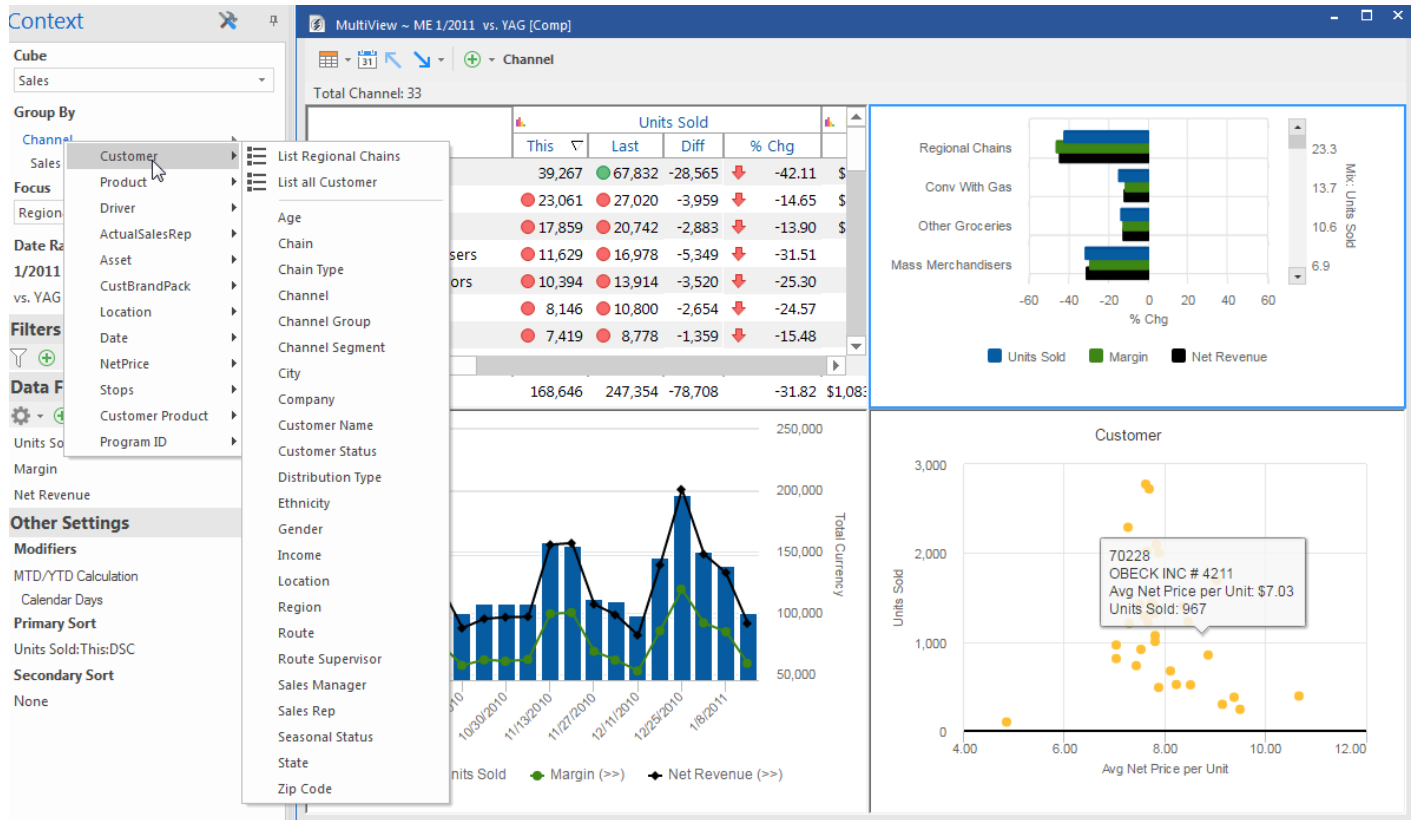 Context
Cube
Sales
Group By
Channel
Sales
Focus
Region
Date Ra
1/2011
vs. YAG
Filters
Data F
Units So
Margin
Net Revenue
Other Settings
Modifiers
MTD/YTD Calculation
Calendar Days
Primary Sort
Units Sold:This:DSC
Secondary Sort
None
Customer
Product
Driver
ActualSalesRep
Asset
CustBrandPack
Location
Date
NetPrice
Stops
Customer Product
Program ID
List Regional Chains
List all Customer
Age
Chain
Chain Type
Channel
Channel Group
Channel Segment
City
Company
Customer Name
Customer Status
Distribution Type
Ethnicity
Gender
Income
Location
Region
Route
Route Supervisor
Sales Manager
Sales Rep
Seasonal Status
State
Zip Code
MultiView ~ ME 1/2011 vs. YAG [Comp]
31 Channel
Total Channel: 33
Units Sold
This Last Diff % Chg
39,267 67,832 -28,565 -42.11 $
23,061 27,020 -3,959 -14.65 $
17,859 20,742 -2,883 -13.90 $
sers 11,629 16,978 -5,349 -31.51
ors 10,394 13,914 -3,520 -25.30
8,146 10,800 -2,654 -24.57
7,419 8,778 -1,359 -15.48
168,646 247,354 -78,708 -31.82 $1,083
Regional Chains 23.3
Conv With Gas 13.7
Other Groceries 10.6
Mass Merchandisers 6.9
Mix: Units Sold
-60 -40 -20 0 20 40 60
% Chg
Units Sold Margin Net Revenue
250,000
200,000
150,000
100,000
50,000
Total Currency
010 10/30/2010 11/13/2010 11/27/2010 12/11/2010 12/25/2010 1/8/2011
nits Sold Margin (>>) Net Revenue (>>)
Customer
3,000
2,000
1,000
0
Units Sold
70228
OBECK INC # 4211
Avg Net Price per Unit: $7.03
Units Sold: 967
4.00 6.00 8.00 10.00 12.00
Avg Net Price per Unit